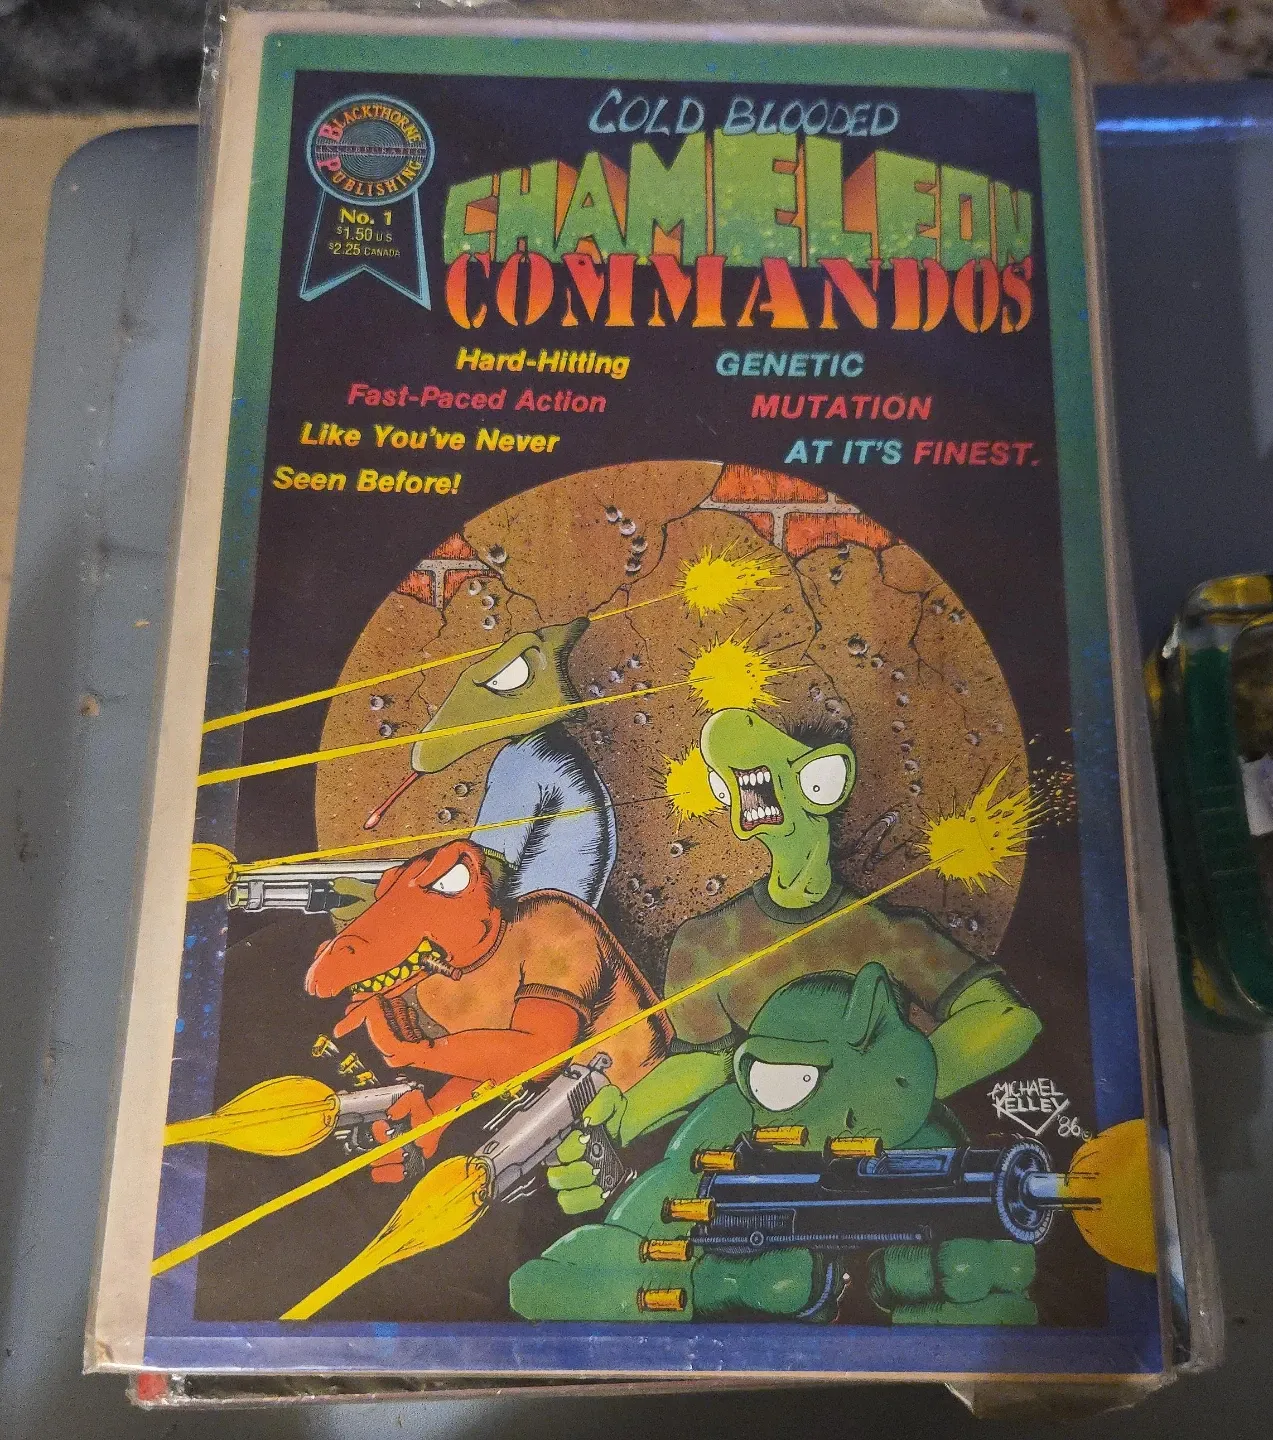 COLD BLOODED
CHAMELEON
COMMANDOS
BLACKTHORNE
INCORPORATED
PUBLISHING
No. 1
$1.50 U.S
$2.25 CANADA
Hard-Hitting
Fast-Paced Action
Like You've Never
Seen Before!
GENETIC
MUTATION
AT IT'S FINEST.
MICHAEL
KELLEY
86©